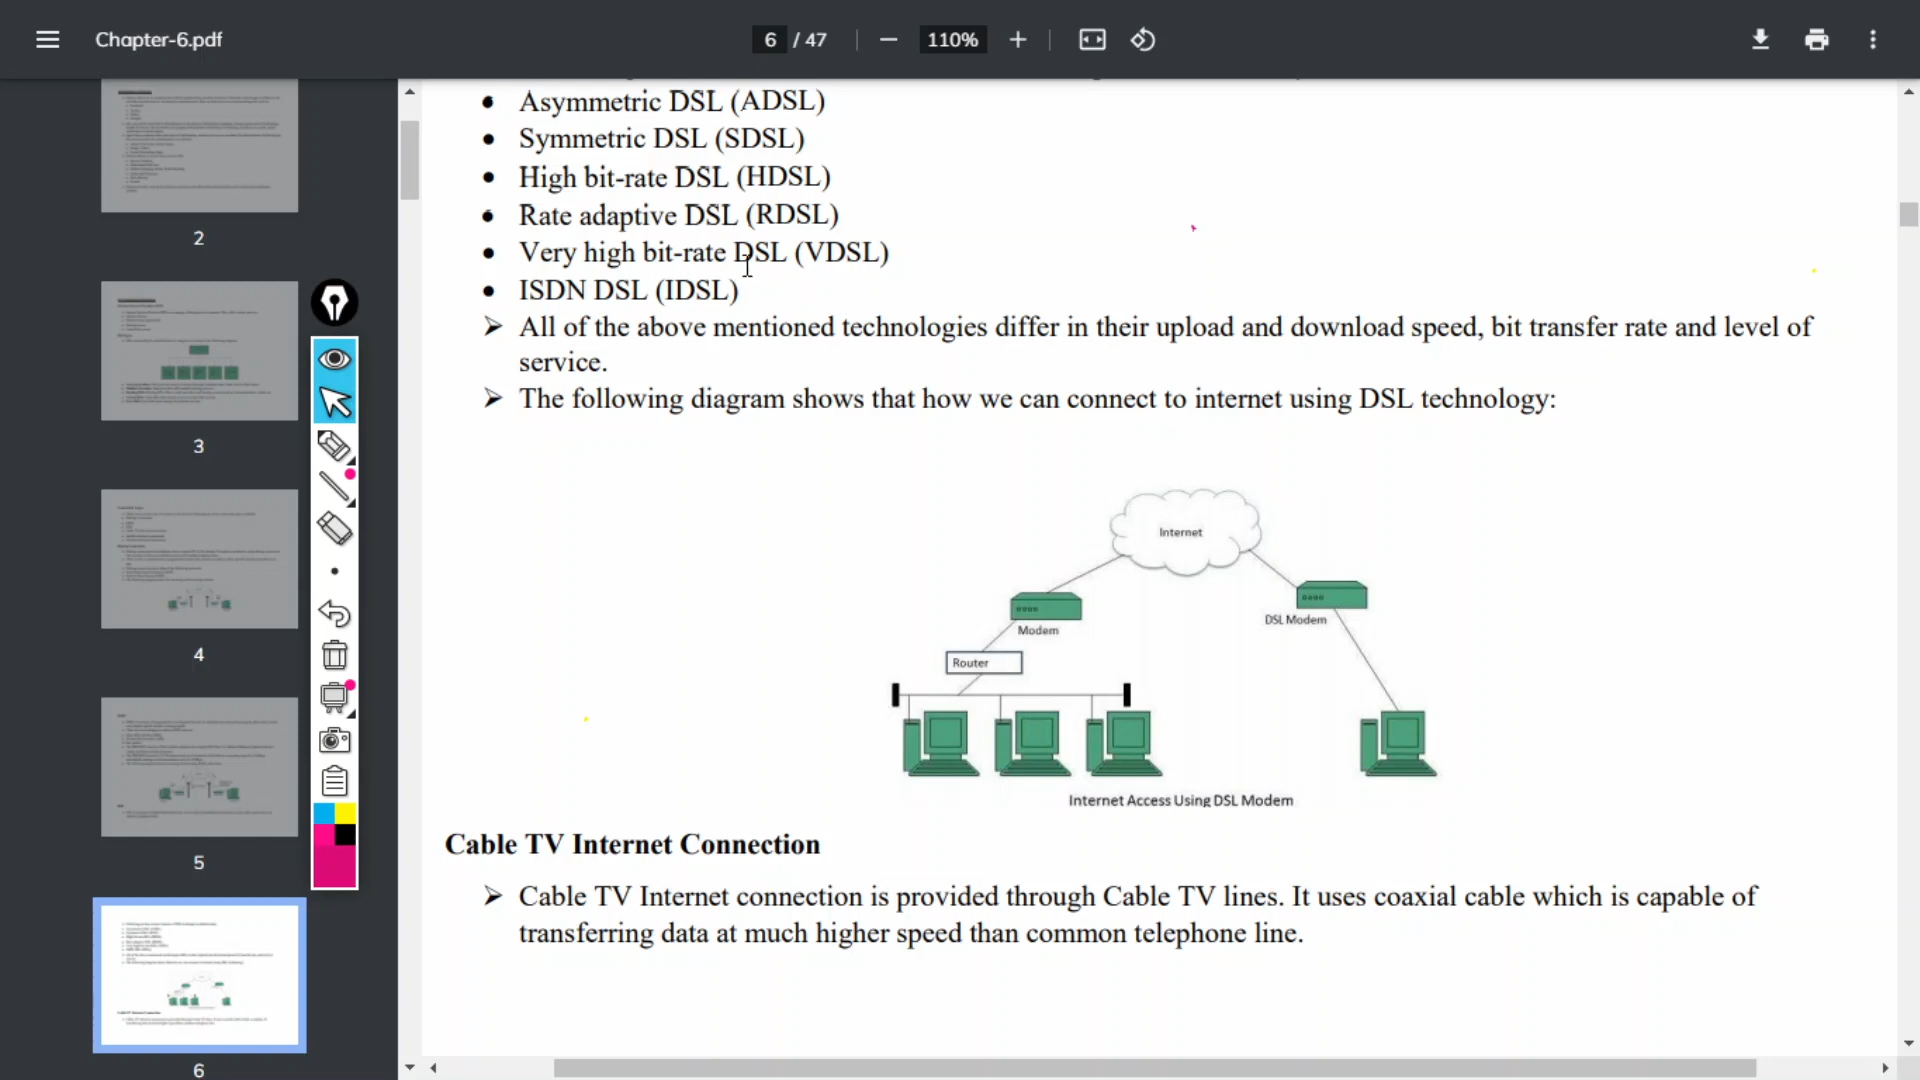 Chapter-6.pdf
6 / 47
110%
Asymmetric DSL (ADSL)
Symmetric DSL (SDSL)
High bit-rate DSL (HDSL)
Rate adaptive DSL (RDSL)
Very high bit-rate DSL (VDSL)
ISDN DSL (IDSL)
All of the above mentioned technologies differ in their upload and download speed, bit transfer rate and level of
service.
The following diagram shows that how we can connect to internet using DSL technology:
Internet
Modem
DSL Modem
Router
Internet Access Using DSL Modem
Cable TV Internet Connection
Cable TV Internet connection is provided through Cable TV lines. It uses coaxial cable which is capable of
transferring data at much higher speed than common telephone line.
2
3
4
5
6